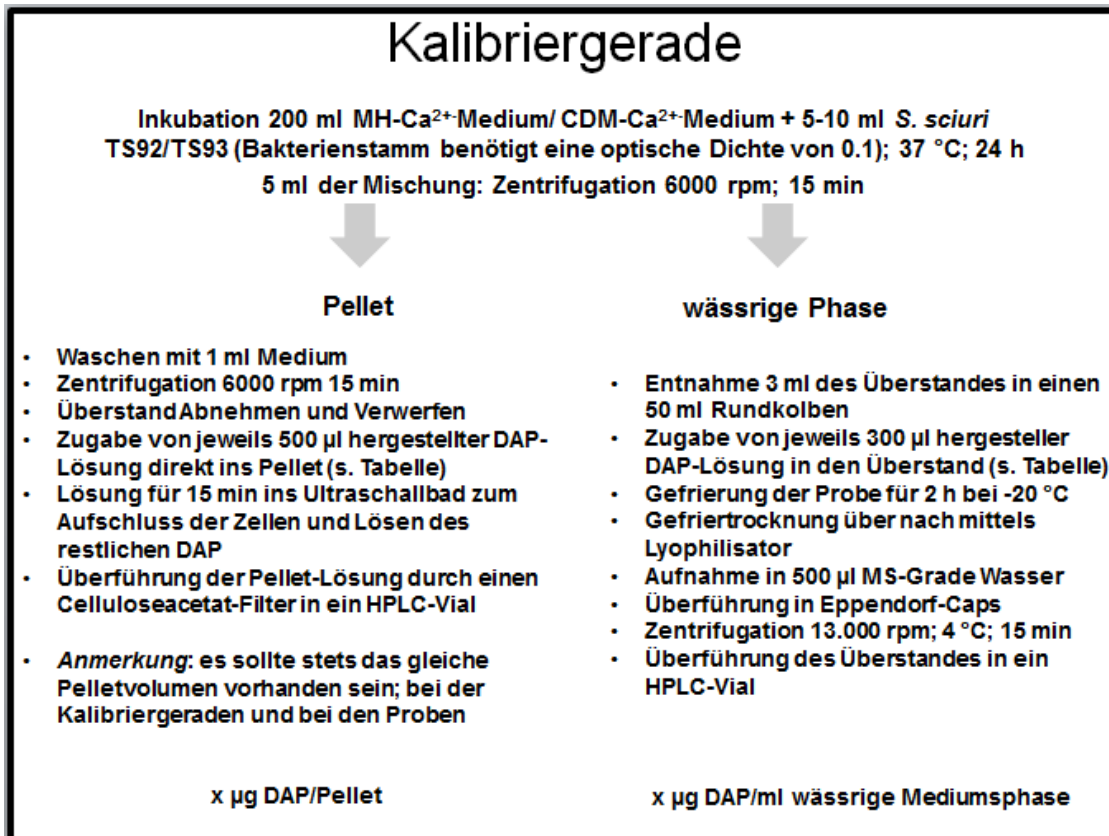 Kalibriergerade
Inkubation 200 ml MH-Ca²⁺-Medium/ CDM-Ca²⁺-Medium + 5-10 ml S. sciuri
TS92/TS93 (Bakterienstamm benötigt eine optische Dichte von 0.1); 37 °C; 24 h
5 ml der Mischung: Zentrifugation 6000 rpm; 15 min
Pellet
• Waschen mit 1 ml Medium
• Zentrifugation 6000 rpm 15 min
• Überstand Abnehmen und Verwerfen
• Zugabe von jeweils 500 µl hergestellter DAP-
Lösung direkt ins Pellet (s. Tabelle)
• Lösung für 15 min ins Ultraschallbad zum
Aufschluss der Zellen und Lösen des
restlichen DAP
• Überführung der Pellet-Lösung durch einen
Celluloseacetat-Filter in ein HPLC-Vial
• Anmerkung: es sollte stets das gleiche
Pelletvolumen vorhanden sein; bei der
Kalibriergeraden und bei den Proben
x µg DAP/Pellet
wässrige Phase
• Entnahme 3 ml des Überstandes in einen
50 ml Rundkolben
• Zugabe von jeweils 300 µl hergesteller
DAP-Lösung in den Überstand (s. Tabelle)
• Gefrierung der Probe für 2 h bei -20 °C
• Gefriertrocknung über nach mittels
Lyophilisator
• Aufnahme in 500 µl MS-Grade Wasser
• Überführung in Eppendorf-Caps
• Zentrifugation 13.000 rpm; 4 °C; 15 min
• Überführung des Überstandes in ein
HPLC-Vial
x µg DAP/ml wässrige Mediumsphase